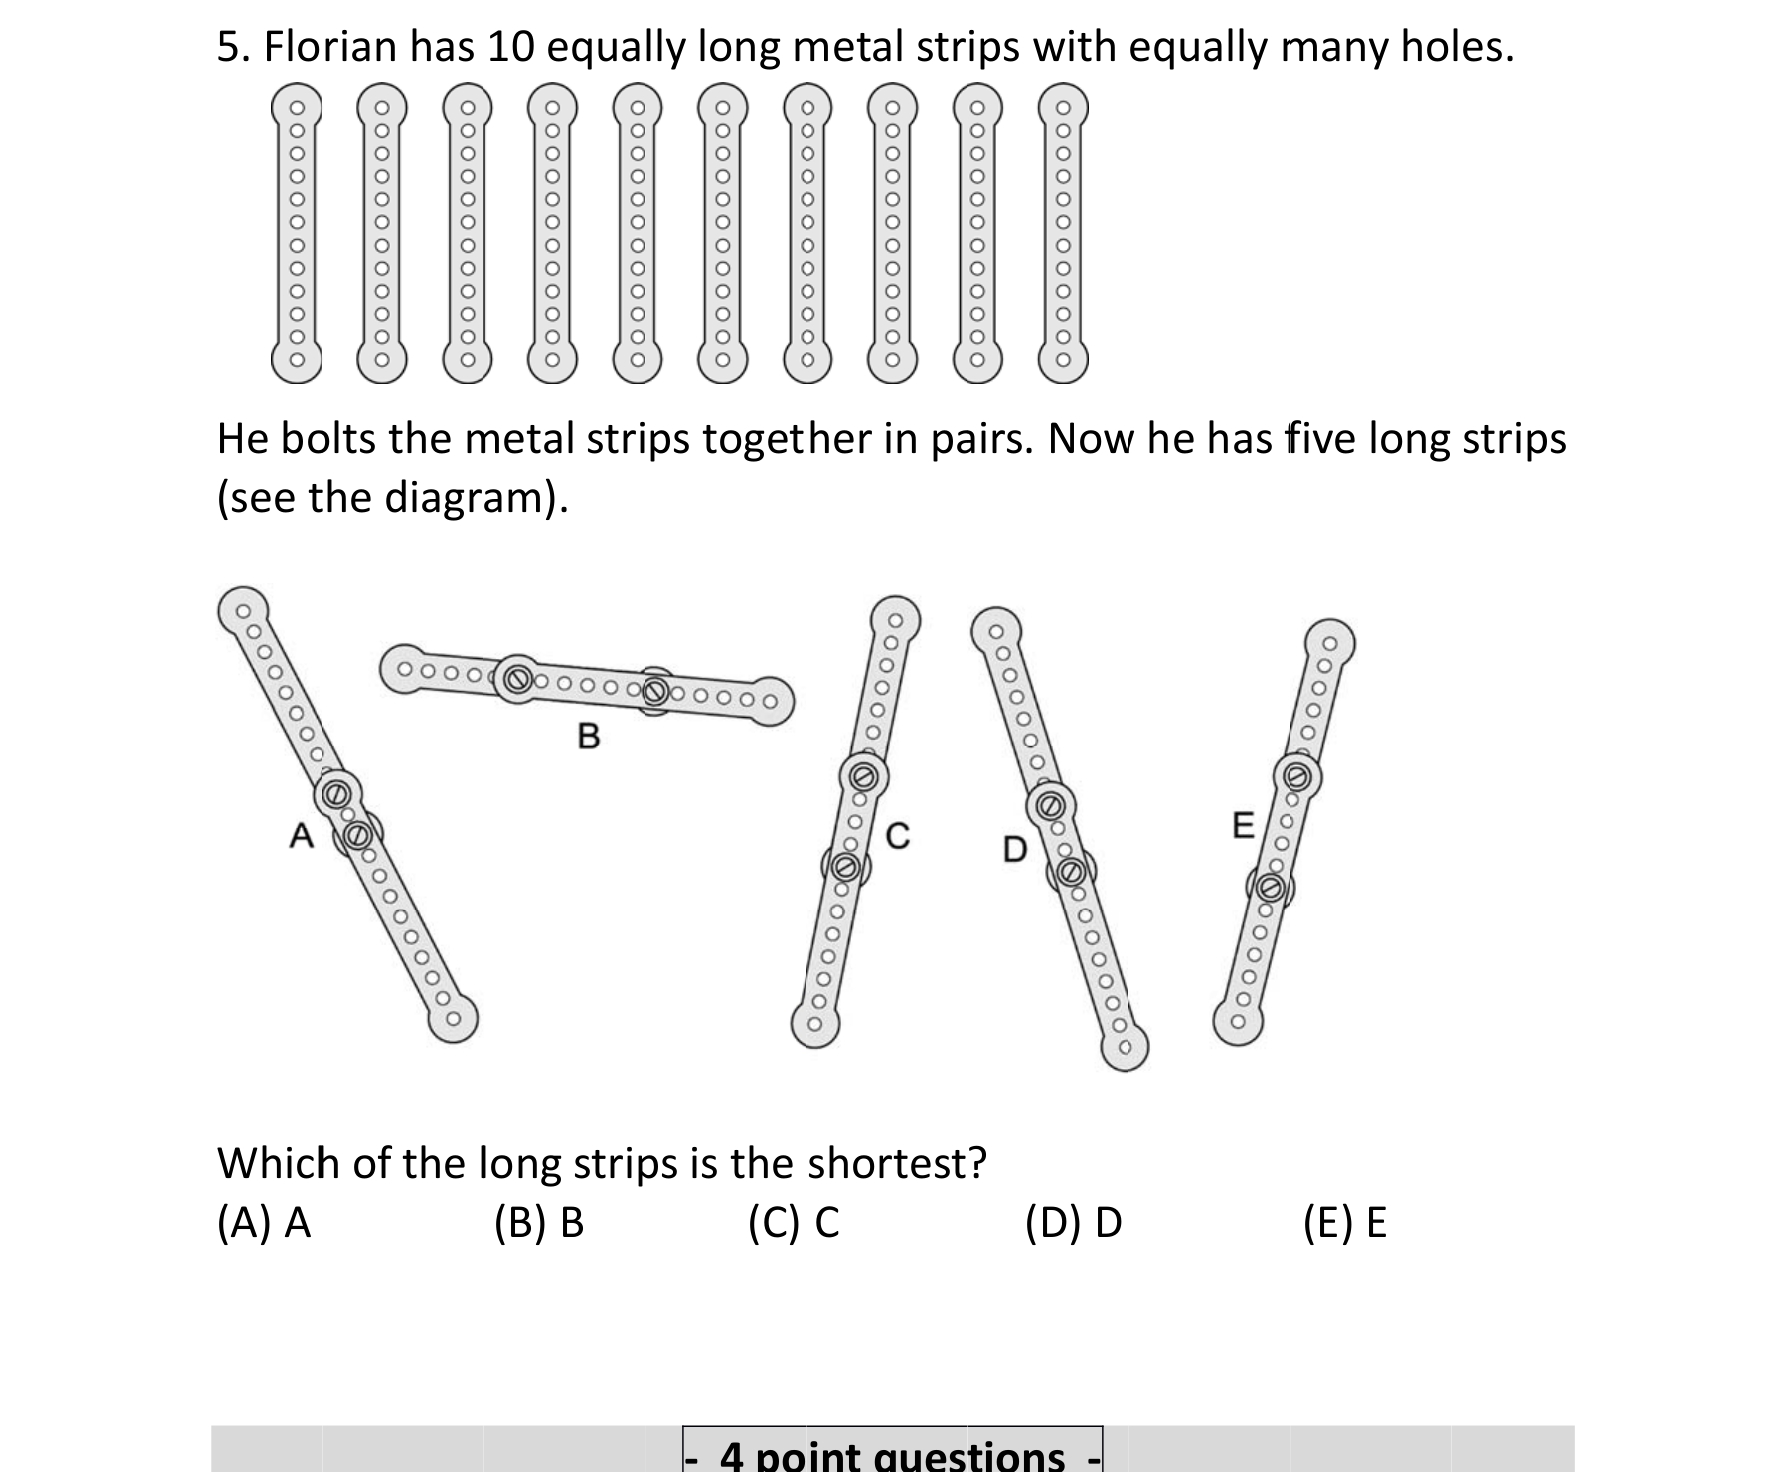 5. Florian has 10 equally long metal strips with equally many holes.
He bolts the metal strips together in pairs. Now he has five long strips
(see the diagram).
A
B
C
D
E
Which of the long strips is the shortest?
(A) A (B) B (C) C (D) D (E) E
- 4 point questions -